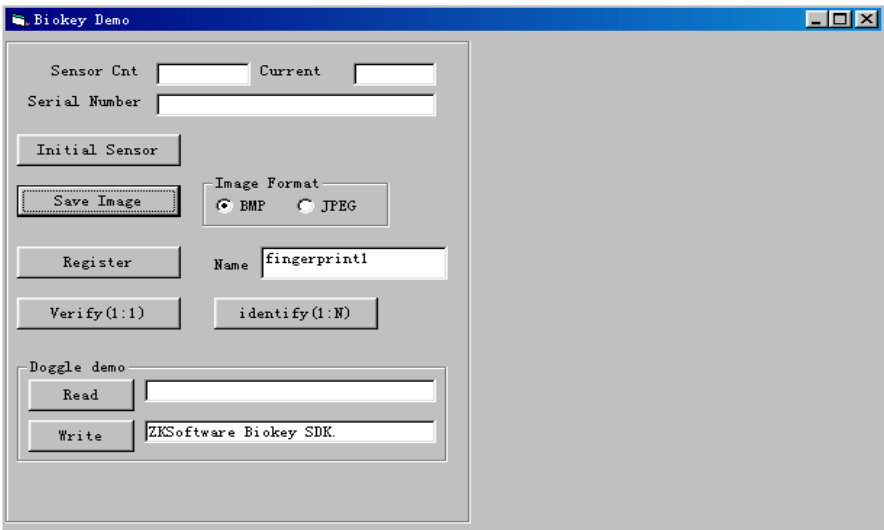 Biokey Demo
Sensor Cnt Current
Serial Number
Initial Sensor
Image Format
Save Image BMP JPEG
Register Name fingerprint1
Verify(1:1) identify(1:N)
Doggle demo
Read
Write ZKSoftware Biokey SDK.